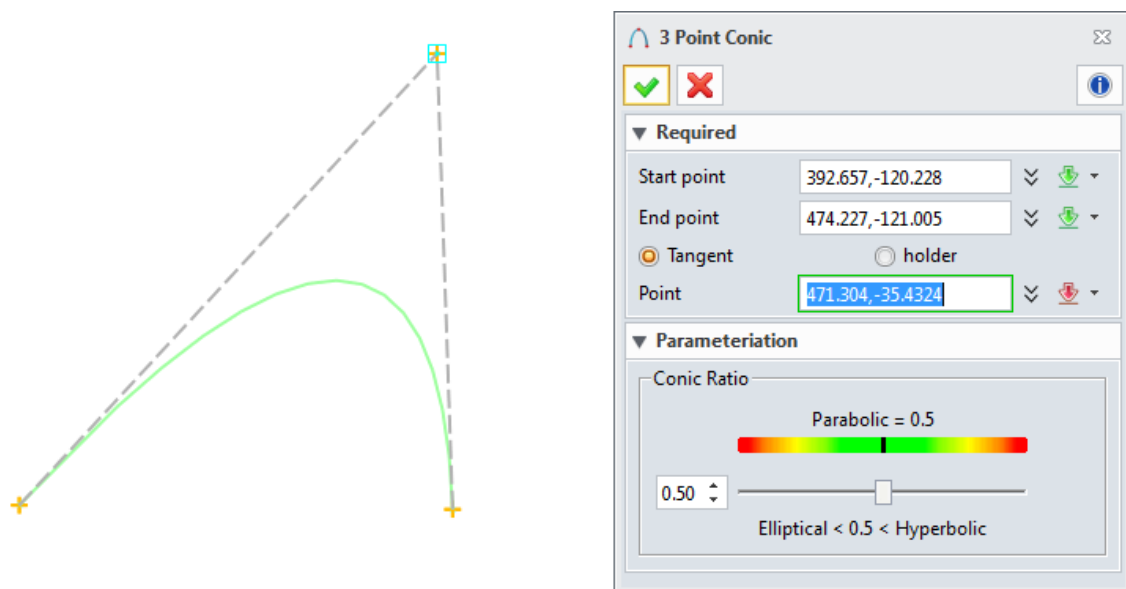 3 Point Conic
Required
Start point 392.657,-120.228
End point 474.227,-121.005
Tangent holder
Point 471.304,-35.4324
Parameteriation
Conic Ratio
Parabolic = 0.5
0.50
Elliptical < 0.5 < Hyperbolic